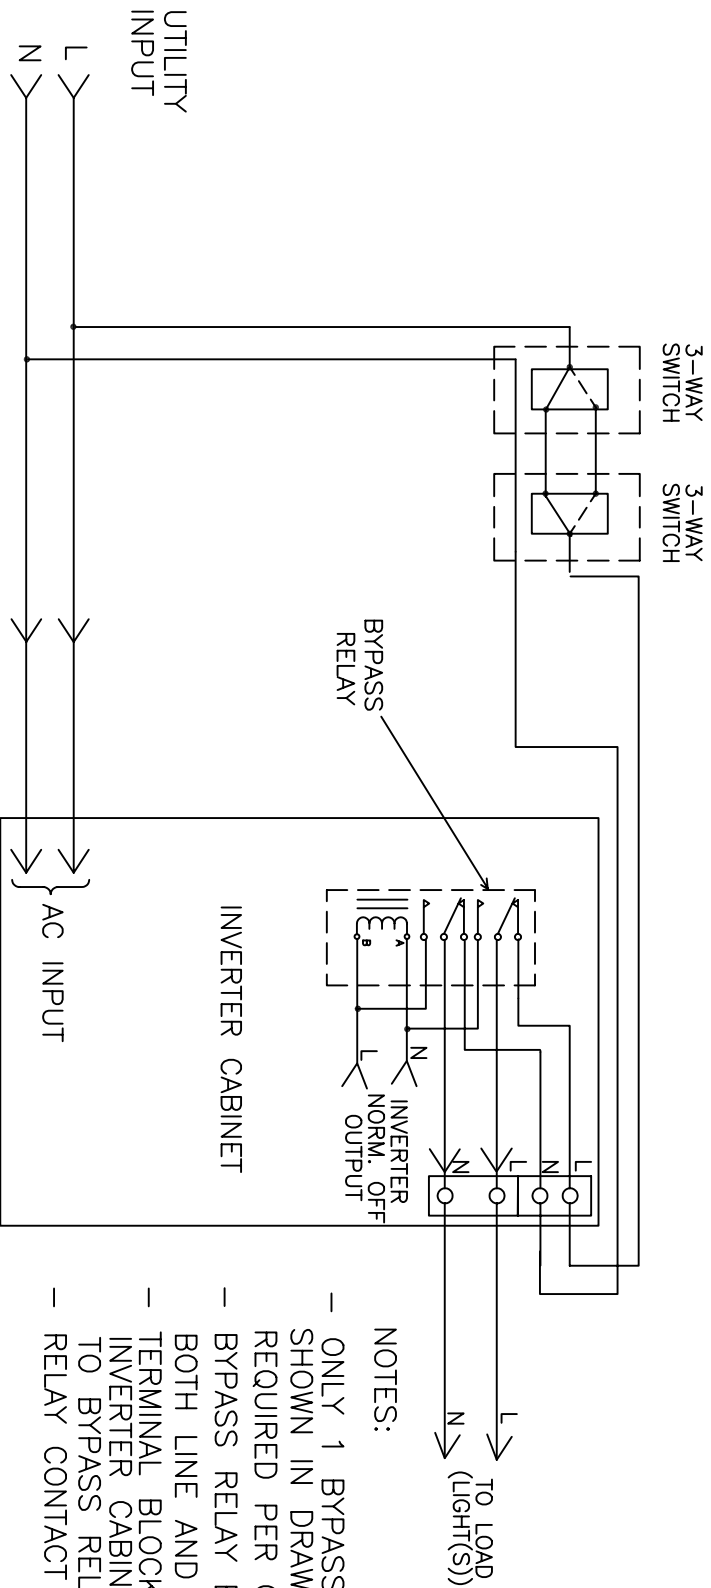 3-WAY
SWITCH
3-WAY
SWITCH
UTILITY
INPUT
L
N
BYPASS
RELAY
A
B
L
N
L
N
N
L
INVERTER
NORM. OFF
OUTPUT
INVERTER CABINET
AC INPUT
L
N
TO LOAD
(LIGHT(S))
NOTES:
- ONLY 1 BYPASS
SHOWN IN DRAW
REQUIRED PER
- BYPASS RELAY
BOTH LINE AND
- TERMINAL BLOCK
INVERTER CABIN
TO BYPASS REL
- RELAY CONTACT